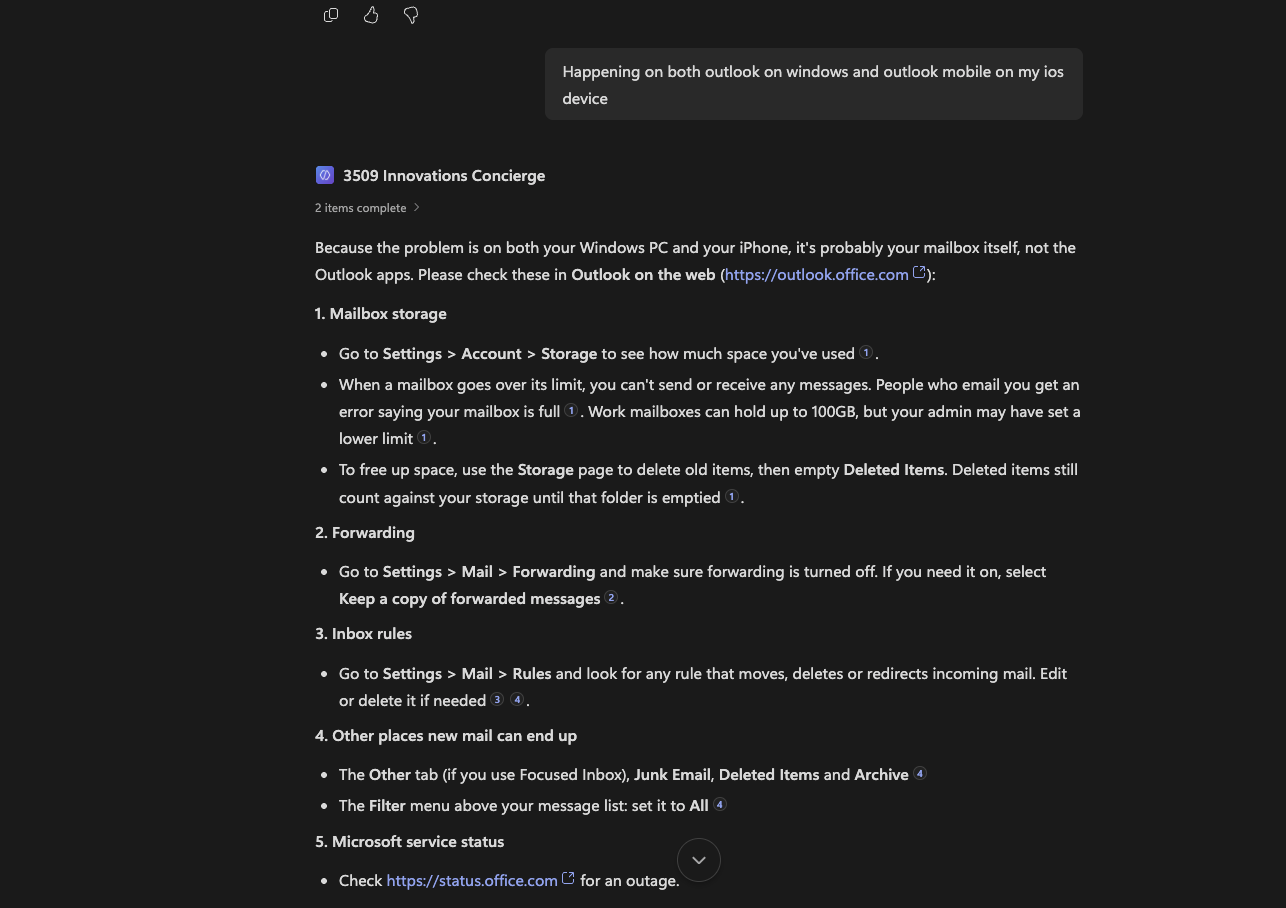 Happening on both outlook on windows and outlook mobile on my ios
device
3509 Innovations Concierge
2 items complete
Because the problem is on both your Windows PC and your iPhone, it's probably your mailbox itself, not the
Outlook apps. Please check these in Outlook on the web (https://outlook.office.com):
1. Mailbox storage
• Go to Settings > Account > Storage to see how much space you've used 1.
• When a mailbox goes over its limit, you can't send or receive any messages. People who email you get an
error saying your mailbox is full 1. Work mailboxes can hold up to 100GB, but your admin may have set a
lower limit 1.
• To free up space, use the Storage page to delete old items, then empty Deleted Items. Deleted items still
count against your storage until that folder is emptied 1.
2. Forwarding
• Go to Settings > Mail > Forwarding and make sure forwarding is turned off. If you need it on, select
Keep a copy of forwarded messages 2.
3. Inbox rules
• Go to Settings > Mail > Rules and look for any rule that moves, deletes or redirects incoming mail. Edit
or delete it if needed 3 4.
4. Other places new mail can end up
• The Other tab (if you use Focused Inbox), Junk Email, Deleted Items and Archive 4
• The Filter menu above your message list: set it to All 4
5. Microsoft service status
• Check https://status.office.com for an outage.